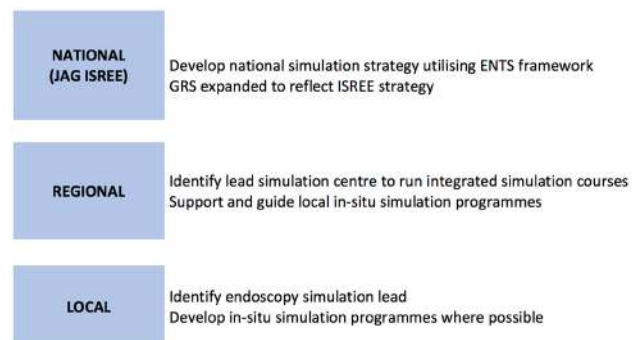 NATIONAL
(JAG ISREE)
Develop national simulation strategy utilising ENTS framework
GRS expanded to reflect ISREE strategy
REGIONAL
Identify lead simulation centre to run integrated simulation courses
Support and guide local in-situ simulation programmes
LOCAL
Identify endoscopy simulation lead
Develop in-situ simulation programmes where possible